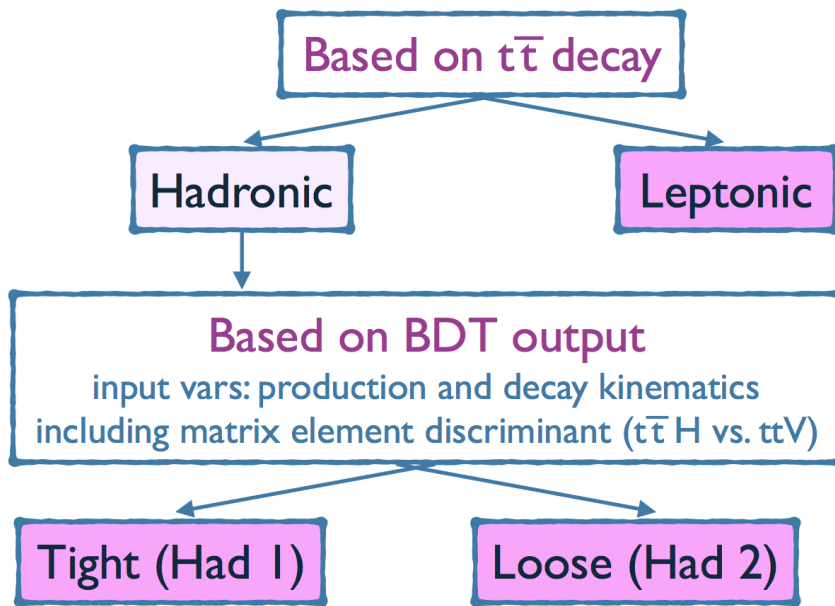 Based on tt̅ decay
Hadronic
Leptonic
Based on BDT output
input vars: production and decay kinematics
including matrix element discriminant (tt̅ H vs. ttV)
Tight (Had 1)
Loose (Had 2)